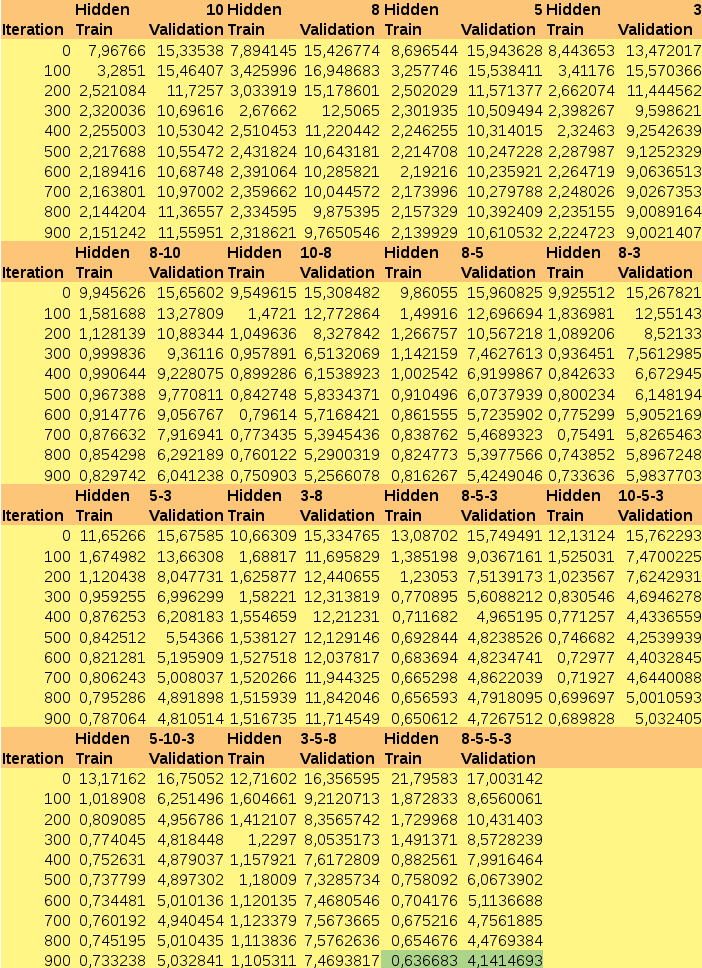 Hidden 10 Hidden 8 Hidden 5 Hidden 3
Iteration Train Validation Train Validation Train Validation Train Validation
0 7,96766 15,33538 7,894145 15,426774 8,696544 15,943628 8,443653 13,472017
100 3,2851 15,46407 3,425996 16,948683 3,257746 15,538411 3,41176 15,570366
200 2,521084 11,7257 3,033919 15,178601 2,502029 11,571377 2,662074 11,444562
300 2,320036 10,69616 2,67662 12,5065 2,301935 10,509494 2,398267 9,598621
400 2,255003 10,53042 2,510453 11,220442 2,246255 10,314015 2,32463 9,2542639
500 2,217688 10,55472 2,431824 10,643181 2,214708 10,247228 2,287987 9,1252329
600 2,189416 10,68748 2,391064 10,285821 2,19216 10,235921 2,264719 9,0636513
700 2,163801 10,97002 2,359662 10,044572 2,173996 10,279788 2,248026 9,0267353
800 2,144204 11,36557 2,334595 9,875395 2,157329 10,392409 2,235155 9,0089164
900 2,151242 11,55951 2,318621 9,7650546 2,139929 10,610532 2,224723 9,0021407
Hidden 8-10 Hidden 10-8 Hidden 8-5 Hidden 8-3
Iteration Train Validation Train Validation Train Validation Train Validation
0 9,945626 15,65602 9,549615 15,308482 9,86055 15,960825 9,925512 15,267821
100 1,581688 13,27809 1,4721 12,772864 1,49916 12,696694 1,836981 12,55143
200 1,128139 10,88344 1,049636 8,327842 1,266757 10,567218 1,089206 8,52133
300 0,999836 9,36116 0,957891 6,5132069 1,142159 7,4627613 0,936451 7,5612985
400 0,990644 9,228075 0,899286 6,1538923 1,002542 6,9199867 0,842633 6,672945
500 0,967388 9,770811 0,842748 5,8334371 0,910496 6,0737939 0,800234 6,148194
600 0,914776 9,056767 0,79614 5,7168421 0,861555 5,7235902 0,775299 5,9052169
700 0,876632 7,916941 0,773435 5,3945436 0,838762 5,4689323 0,75491 5,8265463
800 0,854298 6,292189 0,760122 5,2900319 0,824773 5,3977566 0,743852 5,8967248
900 0,829742 6,041238 0,750903 5,2566078 0,816267 5,4249046 0,733636 5,9837703
Hidden 5-3 Hidden 3-8 Hidden 8-5-3 Hidden 10-5-3
Iteration Train Validation Train Validation Train Validation Train Validation
0 11,65266 15,67585 10,66309 15,334765 13,08702 15,749491 12,13124 15,762293
100 1,674982 13,66308 1,68817 11,695829 1,385198 9,0367161 1,525031 7,4700225
200 1,120438 8,047731 1,625877 12,440655 1,23053 7,5139173 1,023567 7,6242931
300 0,959255 6,996299 1,58221 12,313819 0,770895 5,6088212 0,830546 4,6946278
400 0,876253 6,208183 1,554659 12,21231 0,711682 4,965195 0,771257 4,4336559
500 0,842512 5,54366 1,538127 12,129146 0,692844 4,8238526 0,746682 4,2539939
600 0,821281 5,195909 1,527518 12,037817 0,683694 4,8234741 0,72977 4,4032845
700 0,806243 5,008037 1,520266 11,944325 0,665298 4,8622039 0,71927 4,6440088
800 0,795286 4,891898 1,515939 11,842046 0,656593 4,7918095 0,699697 5,0010593
900 0,787064 4,810514 1,516735 11,714549 0,650612 4,7267512 0,689828 5,032405
Hidden 5-10-3 Hidden 3-5-8 Hidden 8-5-5-3
Iteration Train Validation Train Validation Train Validation
0 13,17162 16,75052 12,71602 16,356595 21,79583 17,003142
100 1,018908 6,251496 1,604661 9,2120713 1,872833 8,6560061
200 0,809085 4,956786 1,412107 8,3565742 1,729968 10,431403
300 0,774045 4,818448 1,2297 8,0535173 1,491371 8,5728239
400 0,752631 4,879037 1,157921 7,6172809 0,882561 7,9916464
500 0,737799 4,897302 1,18009 7,3285734 0,758092 6,0673902
600 0,734481 5,010136 1,120135 7,4680546 0,704176 5,1136688
700 0,760192 4,940454 1,123379 7,5673665 0,675216 4,7561885
800 0,745195 5,010435 1,113836 7,5762636 0,654676 4,4769384
900 0,733238 5,032841 1,105311 7,4693817 0,636683 4,1414693